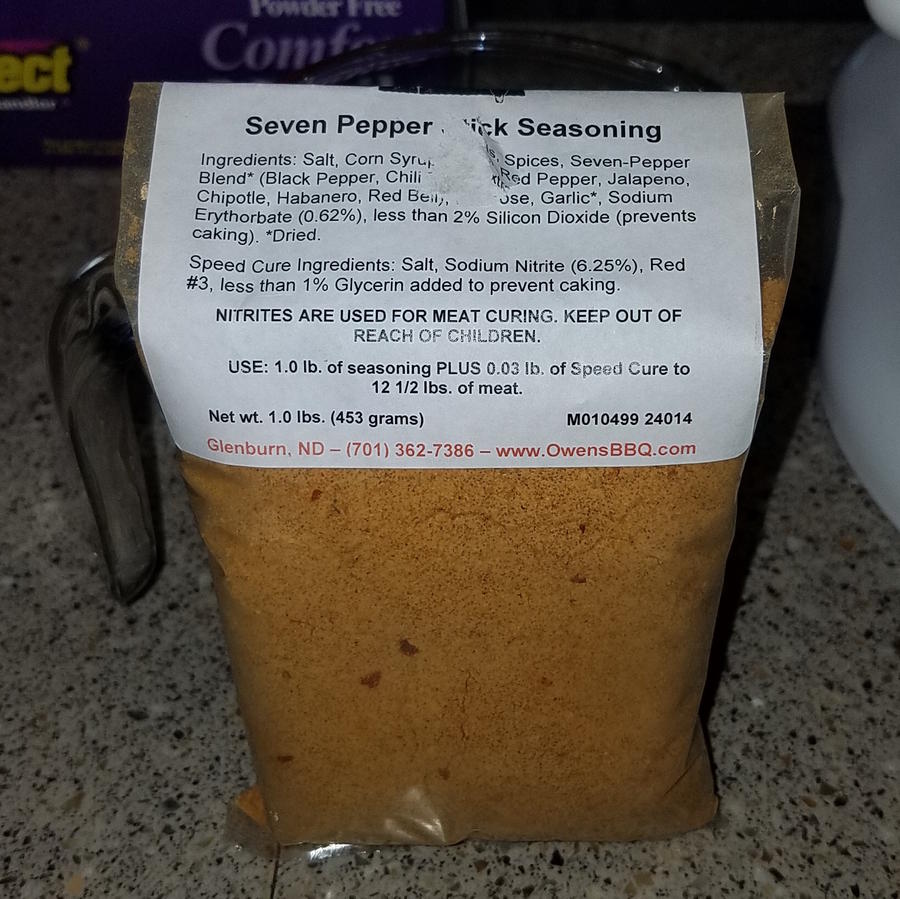 Powder Free
ect
Seven Pepper Seasoning
Ingredients: Salt, Corn Spices, Seven-Pepper
Blend* (Black Pepper, Chili Red Pepper, Jalapeno,
Chipotle, Habanero, Red Garlic*, Sodium
Erythorbate (0.62%), less than 2% Silicon Dioxide (prevents
caking). *Dried.
Speed Cure Ingredients: Salt, Sodium Nitrite (6.25%), Red
#3, less than 1% Glycerin added to prevent caking.
NITRITES ARE USED FOR MEAT CURING. KEEP OUT OF
REACH OF CHILDREN.
USE: 1.0 lb. of seasoning PLUS 0.03 lb. of Speed Cure to
12 1/2 lbs. of meat.
Net wt. 1.0 lbs. (453 grams) M010499 24014
Glenburn, ND – (701) 362-7386 – www.OwensBBQ.com